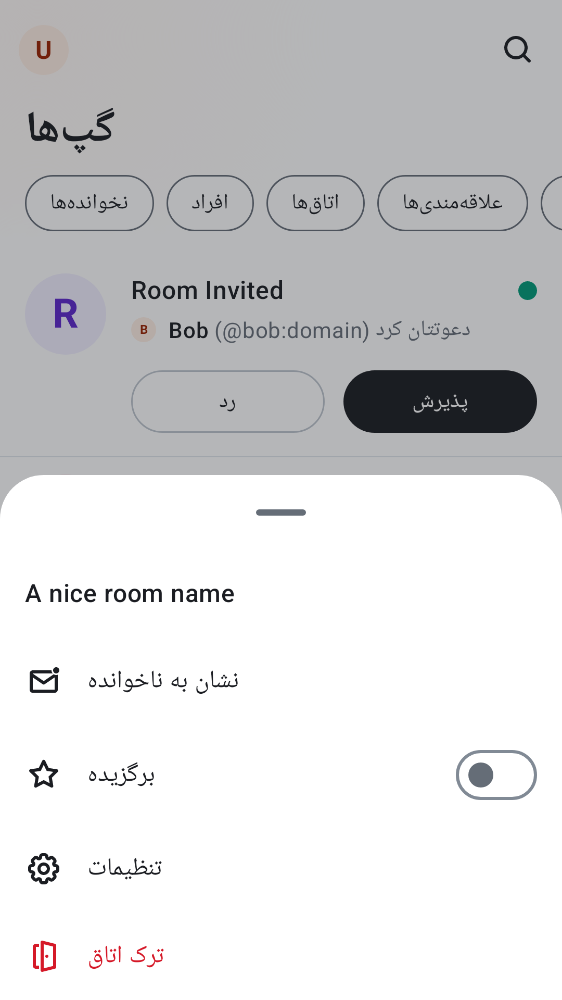 U
گپ‌ها
نخوانده‌ها
افراد
اتاق‌ها
علاقه‌مندی‌ها
R
Room Invited
B
Bob (@bob:domain) دعوتتان کرد
رد
پذیرش
A nice room name
نشان به ناخوانده
برگزیده
تنظیمات
ترک اتاق